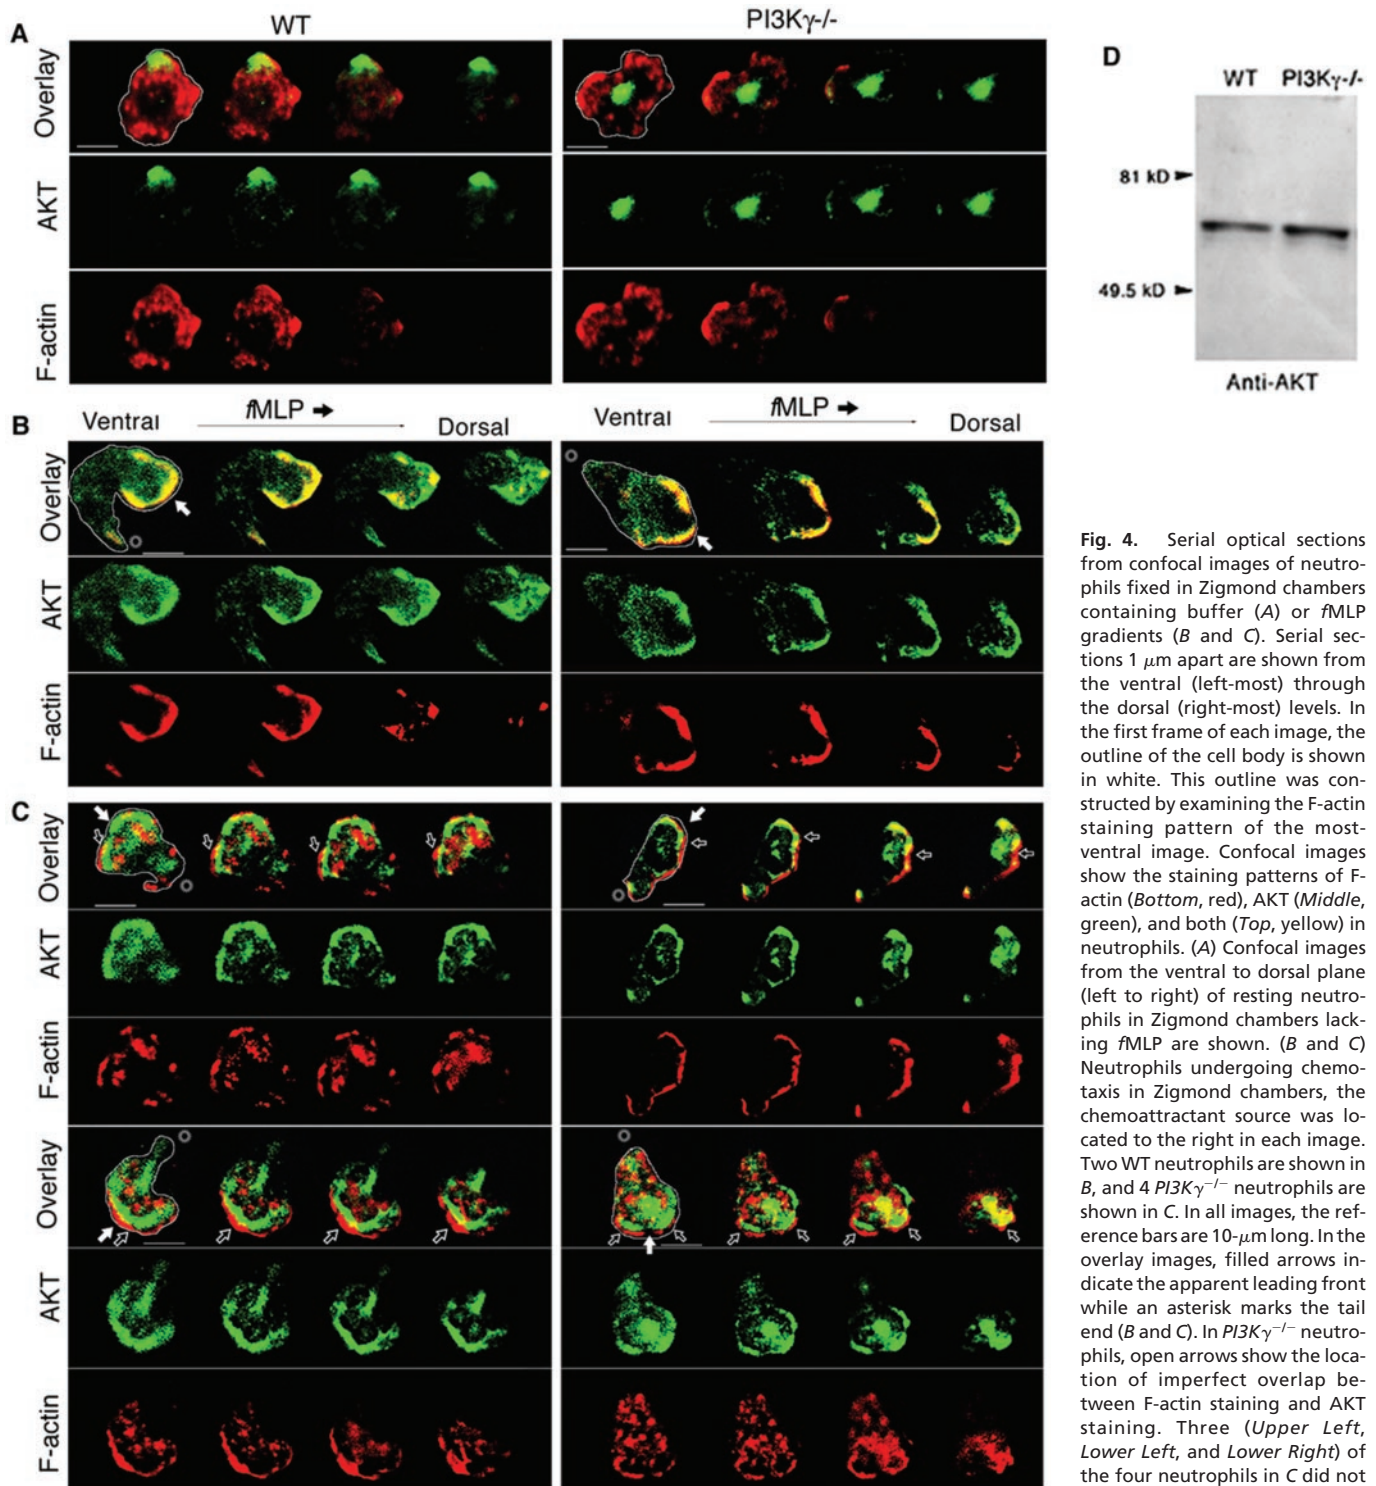 A
WT
PI3Kγ-/-
Overlay
AKT
F-actin
B
Ventral
fMLP
Dorsal
Ventral
fMLP
Dorsal
Overlay
AKT
F-actin
C
Overlay
AKT
F-actin
Overlay
AKT
F-actin
D
WT PI3Kγ-/-
81 kD
49.5 kD
Anti-AKT
Fig. 4. Serial optical sections
from confocal images of neutro-
phils fixed in Zigmond chambers
containing buffer (A) or fMLP
gradients (B and C). Serial sec-
tions 1 μm apart are shown from
the ventral (left-most) through
the dorsal (right-most) levels. In
the first frame of each image, the
outline of the cell body is shown
in white. This outline was con-
structed by examining the F-actin
staining pattern of the most-
ventral image. Confocal images
show the staining patterns of F-
actin (Bottom, red), AKT (Middle,
green), and both (Top, yellow) in
neutrophils. (A) Confocal images
from the ventral to dorsal plane
(left to right) of resting neutro-
phils in Zigmond chambers lack-
ing fMLP are shown. (B and C)
Neutrophils undergoing chemo-
taxis in Zigmond chambers, the
chemoattractant source was lo-
cated to the right in each image.
Two WT neutrophils are shown in
B, and 4 PI3Kγ−/− neutrophils are
shown in C. In all images, the ref-
erence bars are 10-μm long. In the
overlay images, filled arrows in-
dicate the apparent leading front
while an asterisk marks the tail
end (B and C). In PI3Kγ−/− neutro-
phils, open arrows show the loca-
tion of imperfect overlap be-
tween F-actin staining and AKT
staining. Three (Upper Left,
Lower Left, and Lower Right) of
the four neutrophils in C did not